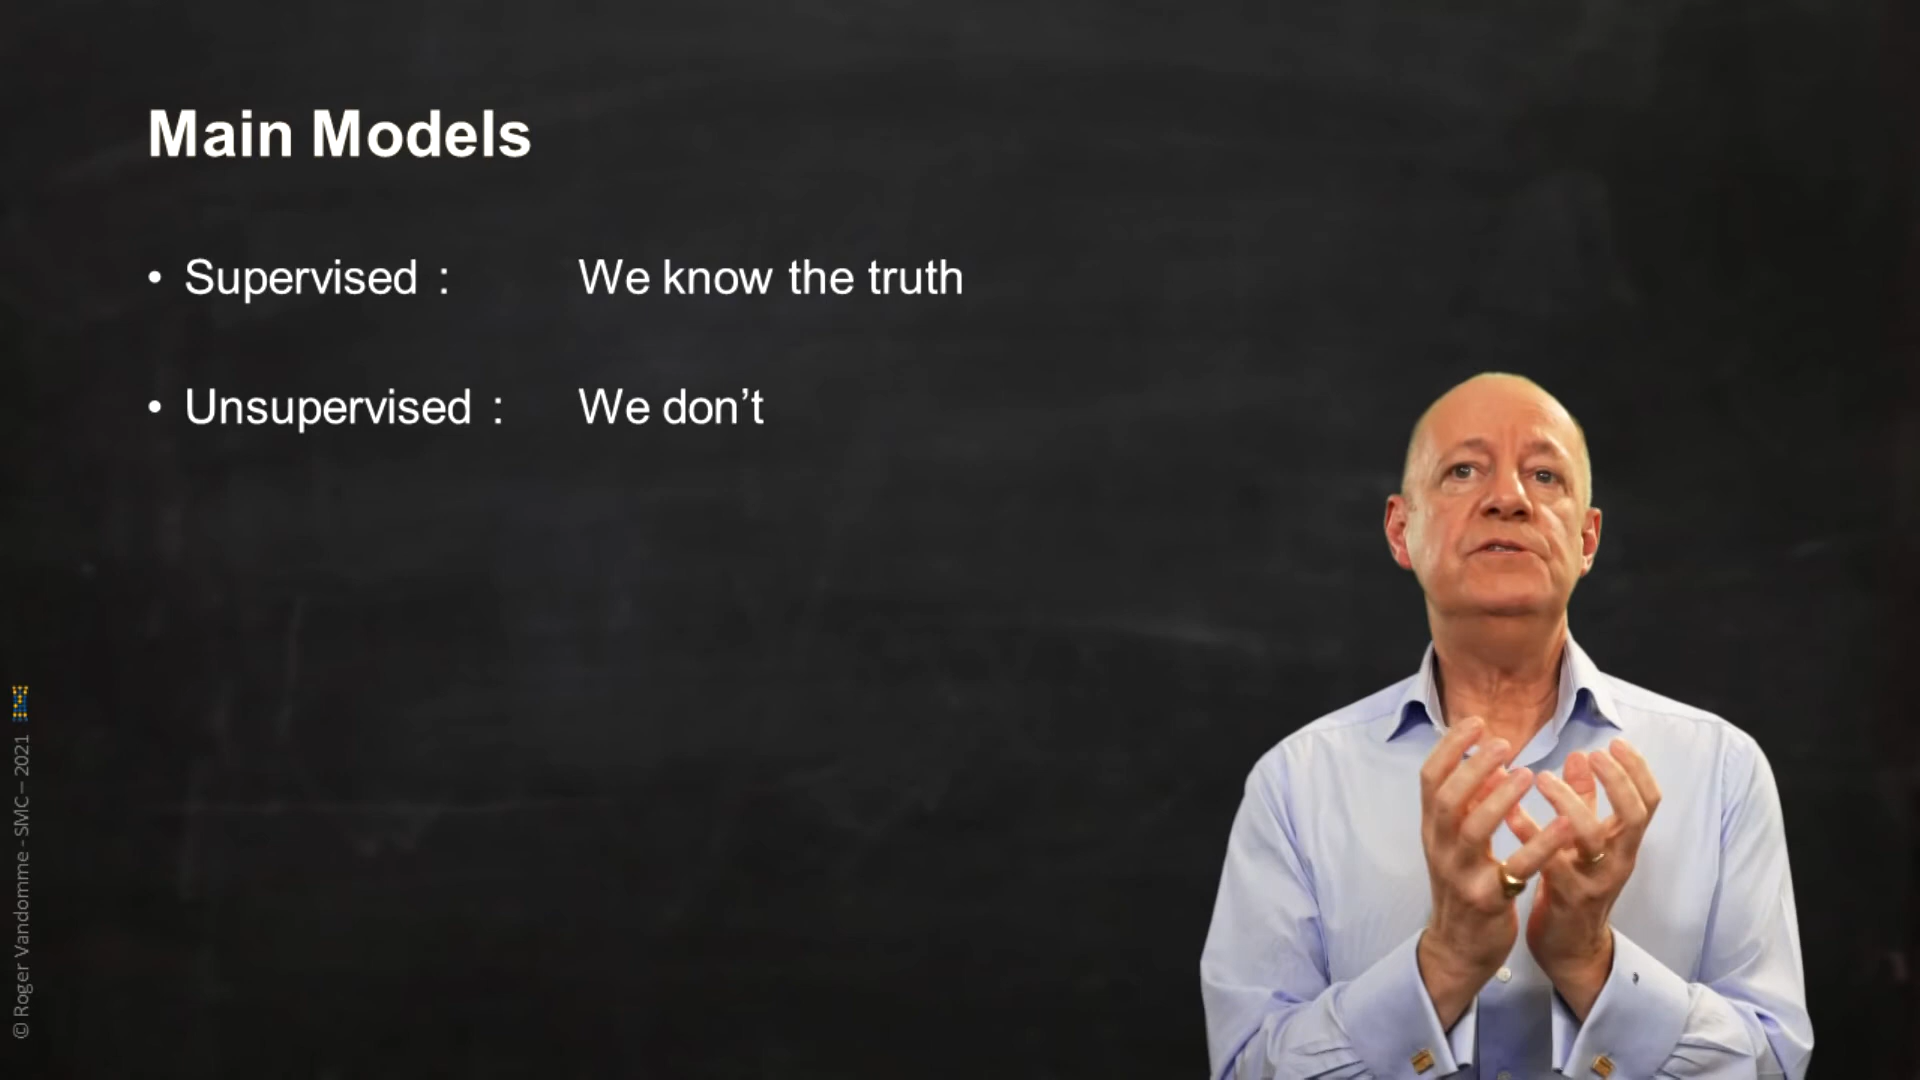 Main Models
• Supervised : We know the truth
• Unsupervised : We don’t
© Roger Vandomme - SMC– 2021